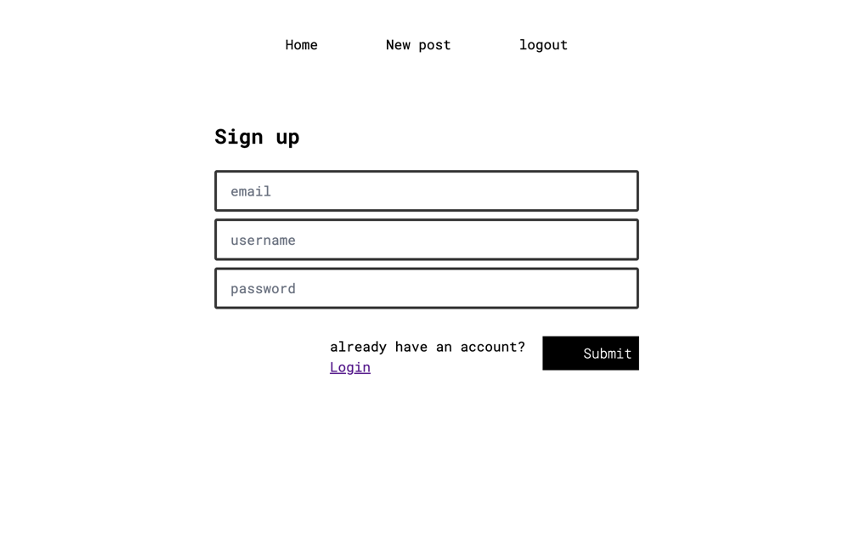 Home New post logout
Sign up
email
username
password
already have an account? Submit
Login